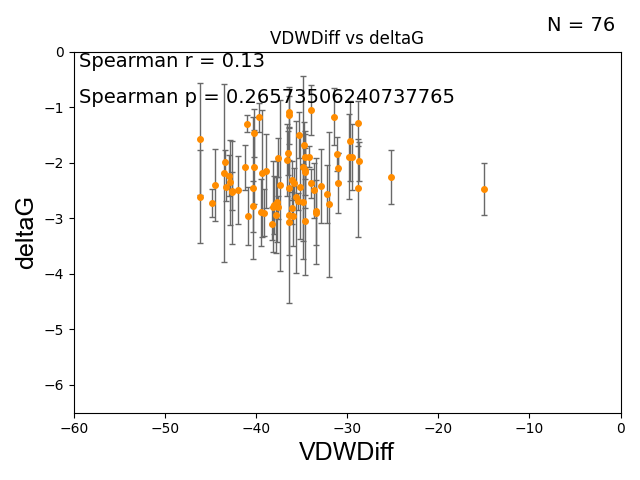 N = 76
VDWDiff vs deltaG
Spearman r = 0.13
Spearman p = 0.26573506240737765
deltaG
0
−1
−2
−3
−4
−5
−6
−60
−50
−40
−30
−20
−10
0
VDWDiff